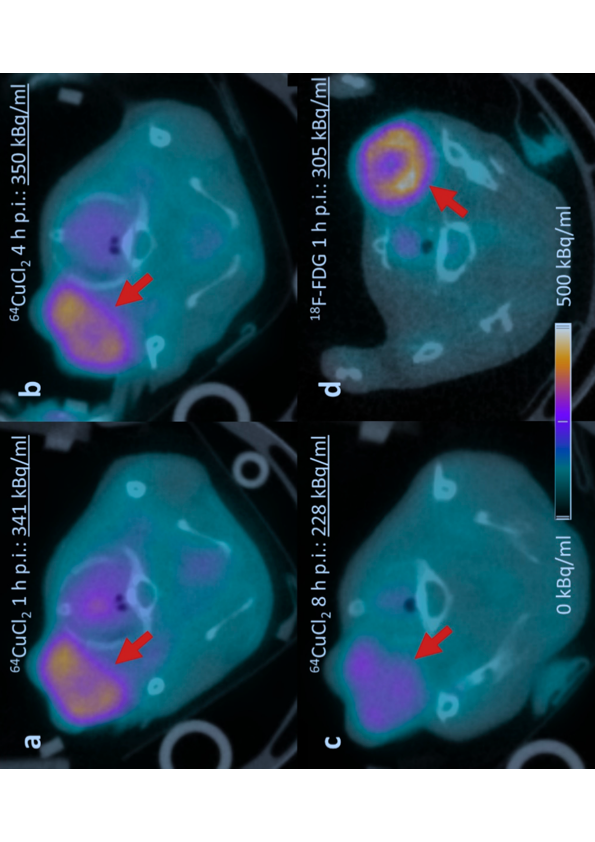 a
⁶⁴CuCl₂ 1 h p.i.: 341 kBq/ml
b
⁶⁴CuCl₂ 4 h p.i.: 350 kBq/ml
c
⁶⁴CuCl₂ 8 h p.i.: 228 kBq/ml
d
¹⁸F-FDG 1 h p.i.: 305 kBq/ml
0 kBq/ml
500 kBq/ml